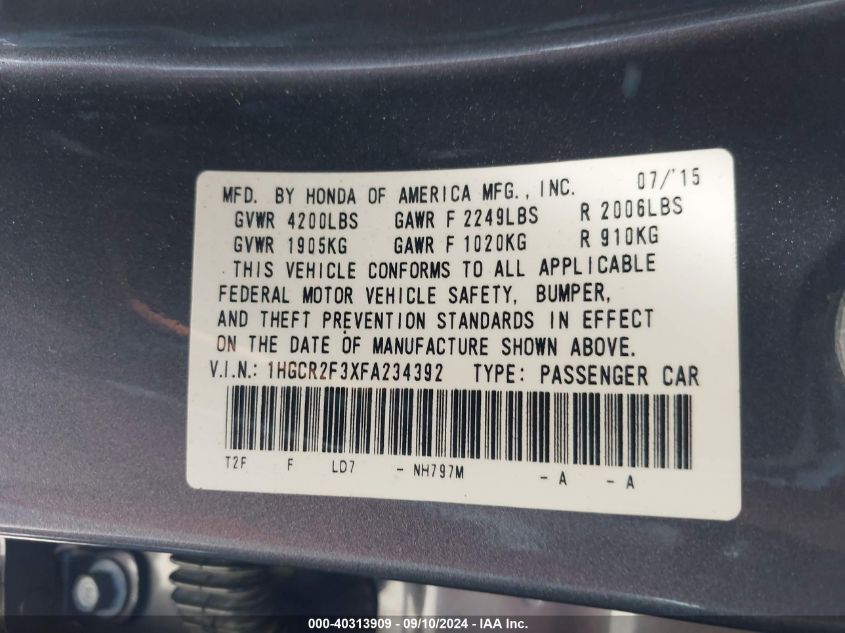 MFD. BY HONDA OF AMERICA MFG., INC. 07/'15
GVWR 4200LBS GAWR F 2249LBS R 2006LBS
GVWR 1905KG GAWR F 1020KG R 910KG
THIS VEHICLE CONFORMS TO ALL APPLICABLE
FEDERAL MOTOR VEHICLE SAFETY, BUMPER,
AND THEFT PREVENTION STANDARDS IN EFFECT
ON THE DATE OF MANUFACTURE SHOWN ABOVE.
V.I.N.: 1HGCR2F3XFA234392 TYPE: PASSENGER CAR
T2F F LD7 - NH797M - A - A
000-40313909 - 09/10/2024 - IAA Inc.